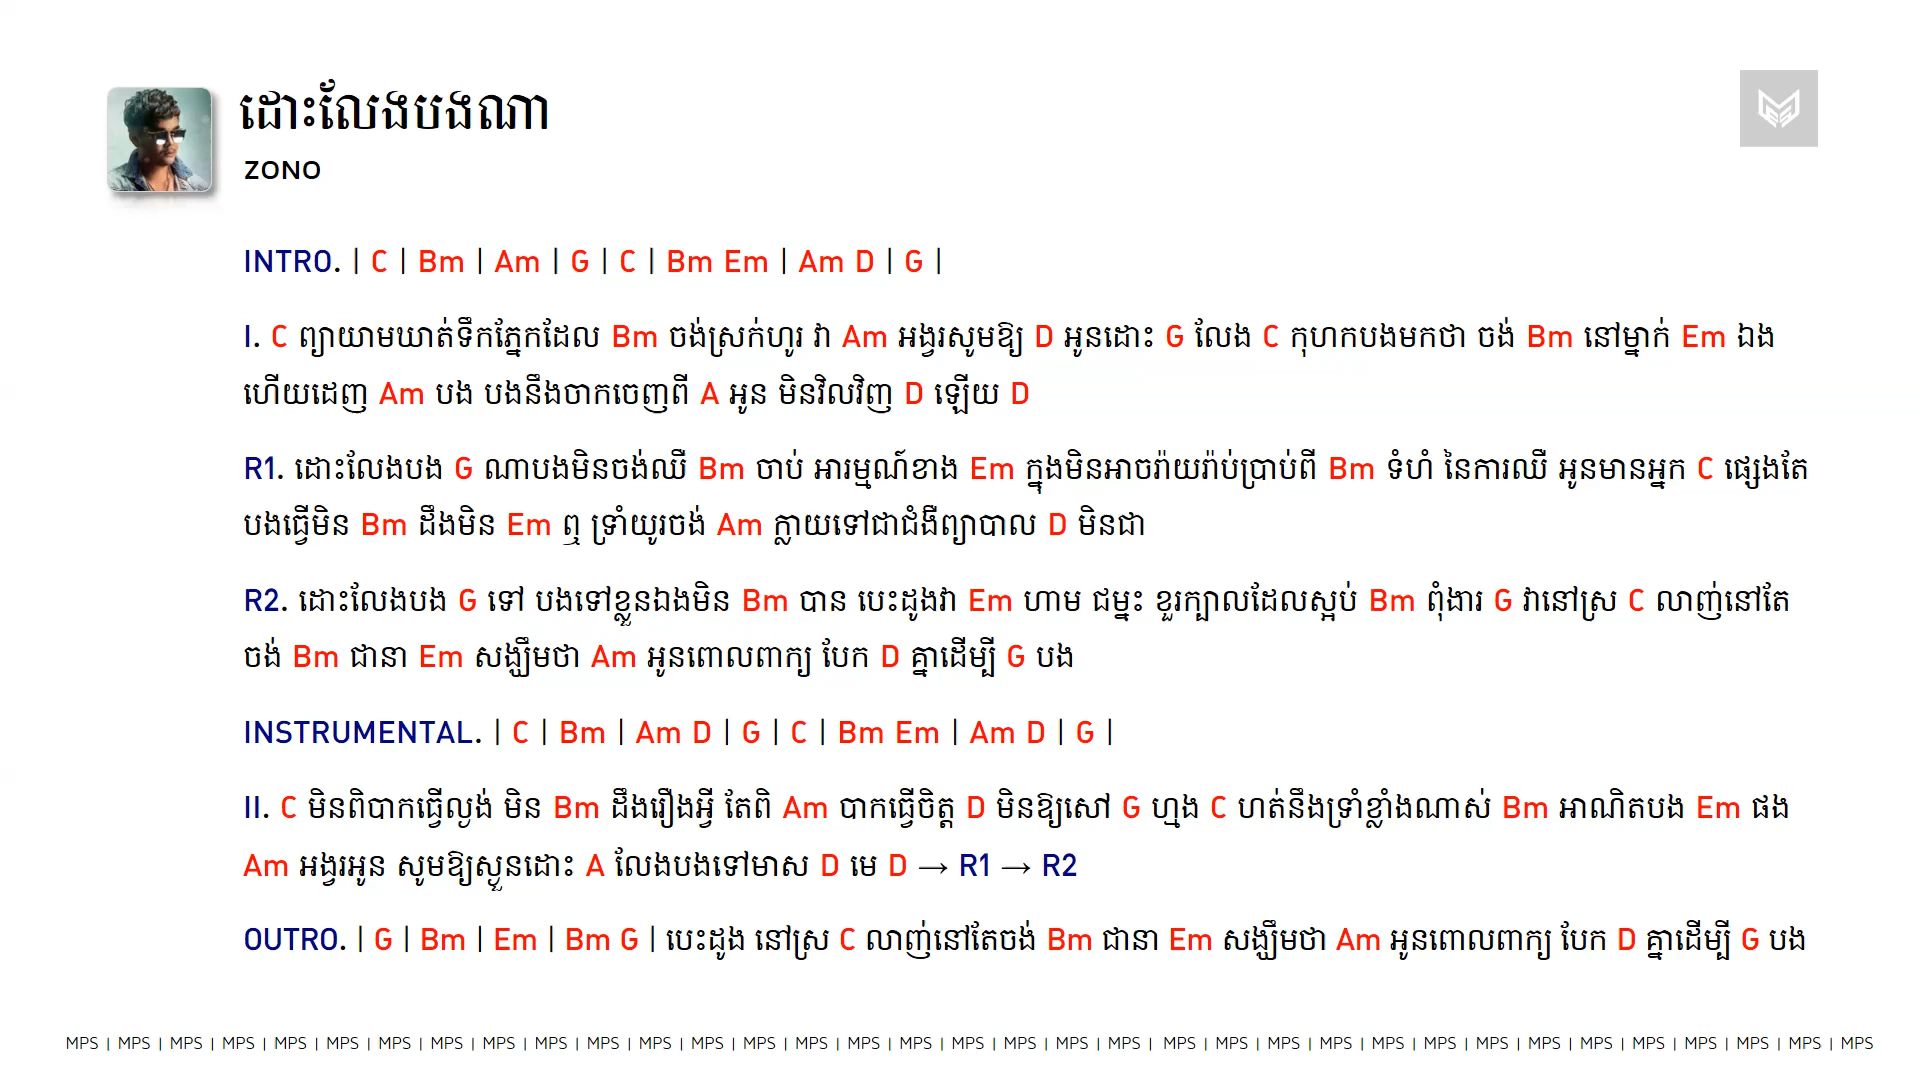 ដោះលែងបងណា
ZONO
INTRO. | C | Bm | Am | G | C | Bm Em | Am D | G |
I. C ព្យាយាមឃាត់ទឹកភ្នែកដែល Bm ចង់ស្រក់ហូរ វា Am អង្វរសូមឱ្យ D អូនដោះ G លែង C កុហកបងមកថា ចង់ Bm នៅម្នាក់ Em ឯង
ហើយដេញ Am បង បងនឹងចាកចេញពី A អូន មិនវិលវិញ D ឡើយ D
R1. ដោះលែងបង G ណាបងមិនចង់ឈឺ Bm ចាប់ អារម្មណ៍ខាង Em ក្នុងមិនអាចរ៉ាយរ៉ាប់ប្រាប់ពី Bm ទំហំ នៃការឈឺ អូនមានអ្នក C ផ្សេងតែ
បងធ្វើមិន Bm ដឹងមិន Em ឮ ទ្រាំយូរចង់ Am ក្លាយទៅជាជំងឺព្យាបាល D មិនជា
R2. ដោះលែងបង G ទៅ បងទៅខ្លួនឯងមិន Bm បាន បេះដូងវា Em ហាម ជម្នះ ខួរក្បាលដែលស្អប់ Bm ពុំងារ G វានៅស្រ C លាញ់នៅតែ
ចង់ Bm ជានា Em សង្ឃឹមថា Am អូនពោលពាក្យ បែក D គ្នាដើម្បី G បង
INSTRUMENTAL. | C | Bm | Am D | G | C | Bm Em | Am D | G |
II. C មិនពិបាកធ្វើល្ងង់ មិន Bm ដឹងរឿងអ្វី តែពិ Am បាកធ្វើចិត្ត D មិនឱ្យសៅ G ហ្មង C ហត់នឹងទ្រាំខ្លាំងណាស់ Bm អាណិតបង Em ផង
Am អង្វរអូន សូមឱ្យស្ងួនដោះ A លែងបងទៅមាស D មេ D → R1 → R2
OUTRO. | G | Bm | Em | Bm G | បេះដូង នៅស្រ C លាញ់នៅតែចង់ Bm ជានា Em សង្ឃឹមថា Am អូនពោលពាក្យ បែក D គ្នាដើម្បី G បង
MPS | MPS | MPS | MPS | MPS | MPS | MPS | MPS | MPS | MPS | MPS | MPS | MPS | MPS | MPS | MPS | MPS | MPS | MPS | MPS | MPS | MPS | MPS | MPS | MPS | MPS | MPS | MPS | MPS | MPS | MPS | MPS | MPS | MPS | MPS